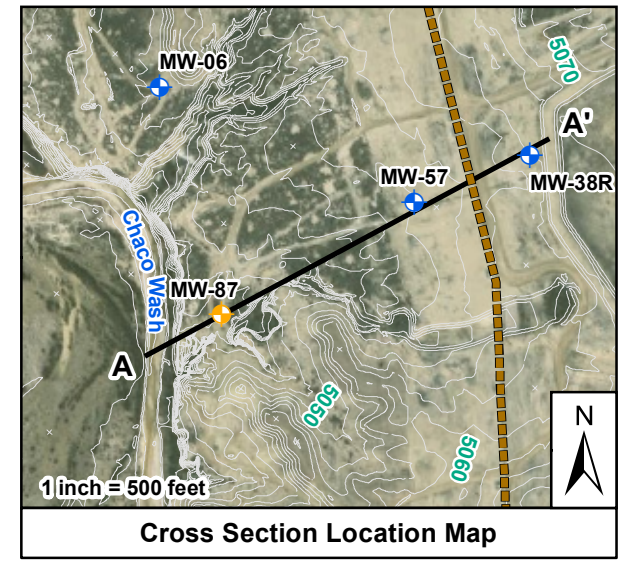 MW-06
5070
A'
MW-57
MW-38R
Chaco Wash
MW-87
A
5050
5060
N
1 inch = 500 feet
Cross Section Location Map